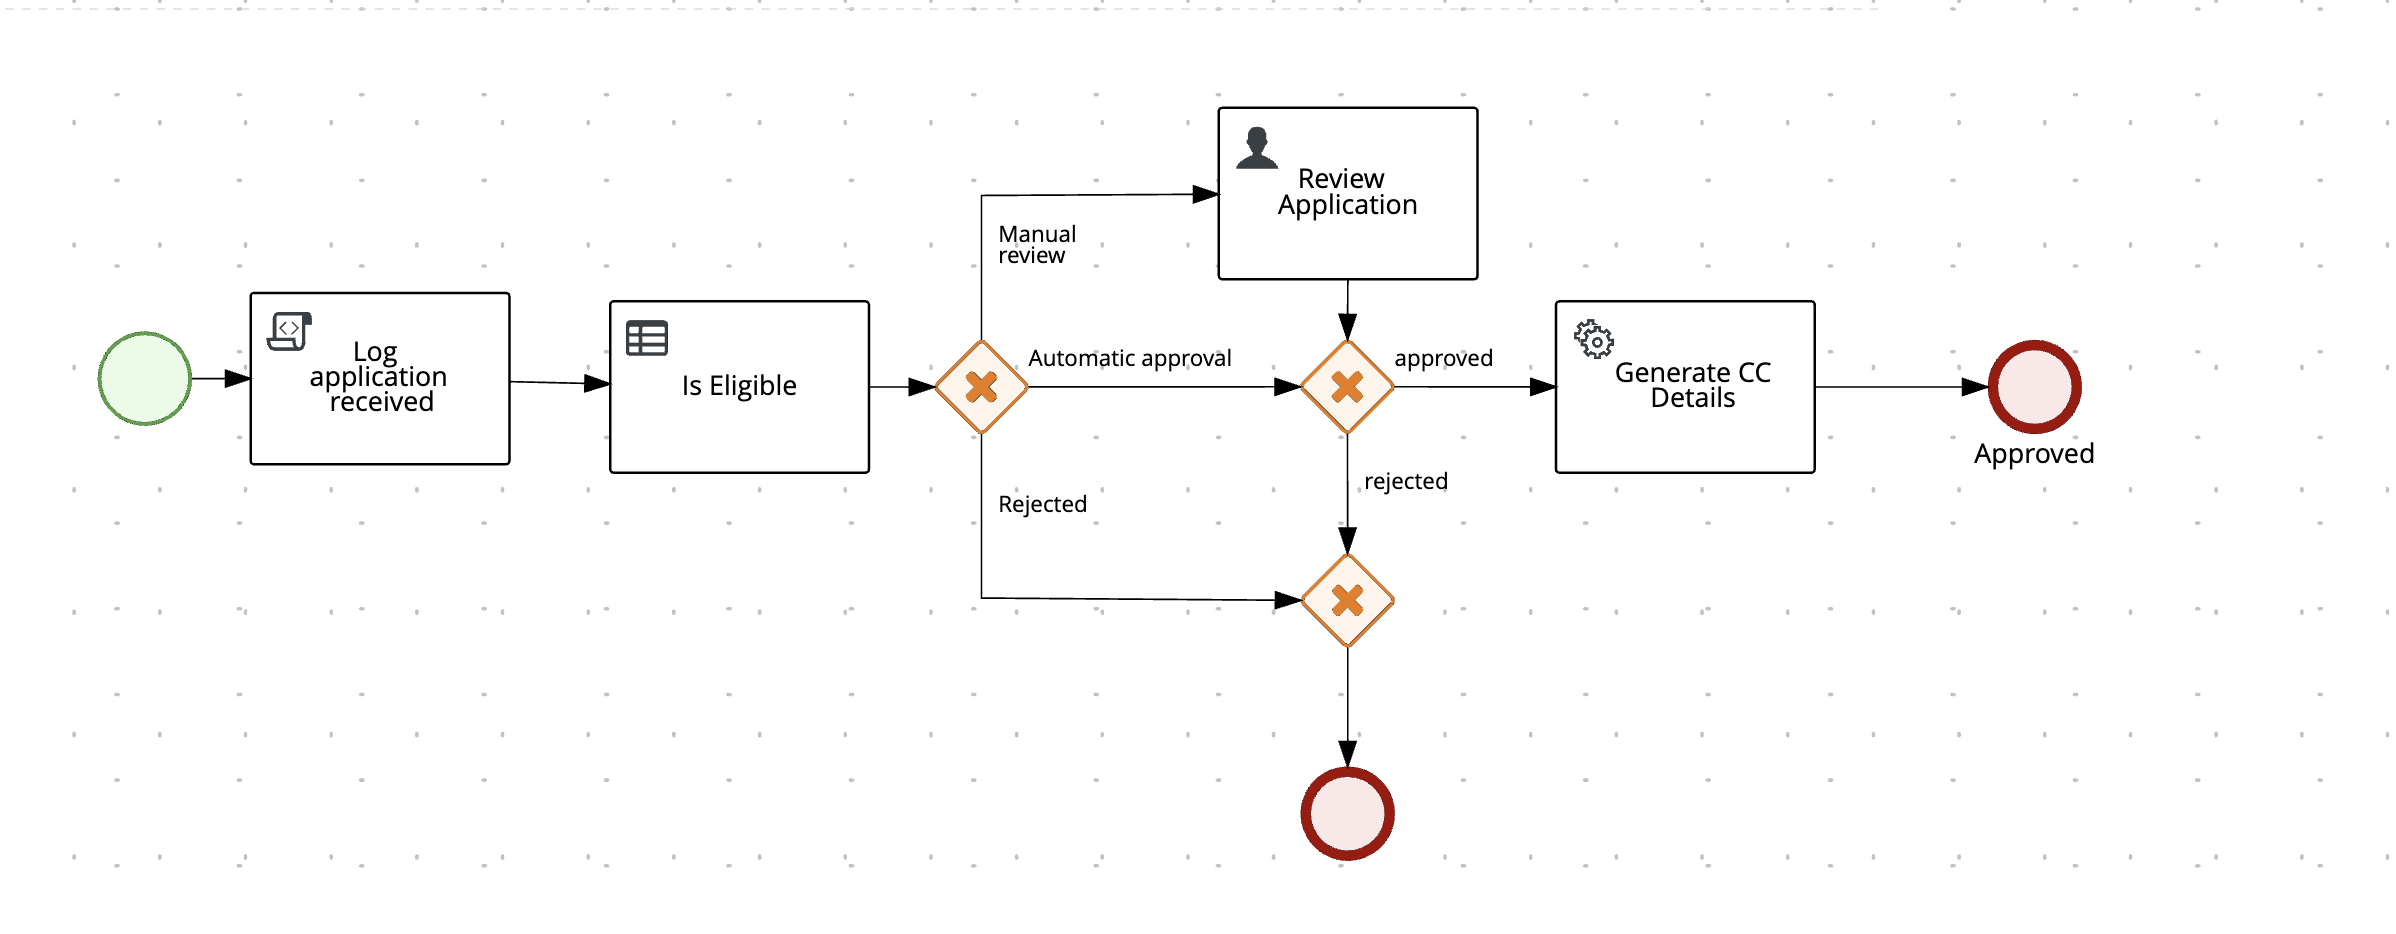 Review
Application
Manual
review
Log
application
received
Is Eligible
Automatic approval
approved
Generate CC
Details
Approved
rejected
Rejected